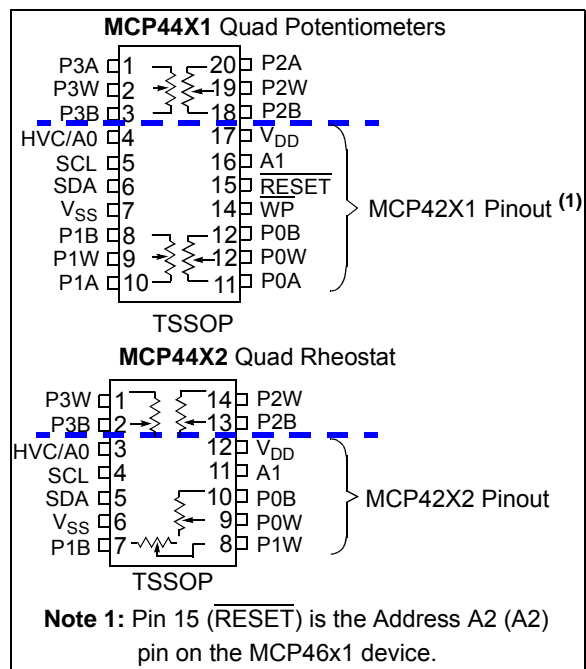 MCP44X1 Quad Potentiometers
P3A 1 20 P2A
P3W 2 19 P2W
P3B 3 18 P2B
HVC/A0 4 17 VDD
SCL 5 16 A1
SDA 6 15 RESET
VSS 7 14 WP
P1B 8 12 P0B
P1W 9 12 P0W
P1A 10 11 P0A
MCP42X1 Pinout (1)
TSSOP
MCP44X2 Quad Rheostat
P3W 1 14 P2W
P3B 2 13 P2B
HVC/A0 3 12 VDD
SCL 4 11 A1
SDA 5 10 P0B
VSS 6 9 P0W
P1B 7 8 P1W
MCP42X2 Pinout
TSSOP
Note 1: Pin 15 (RESET) is the Address A2 (A2)
pin on the MCP46x1 device.